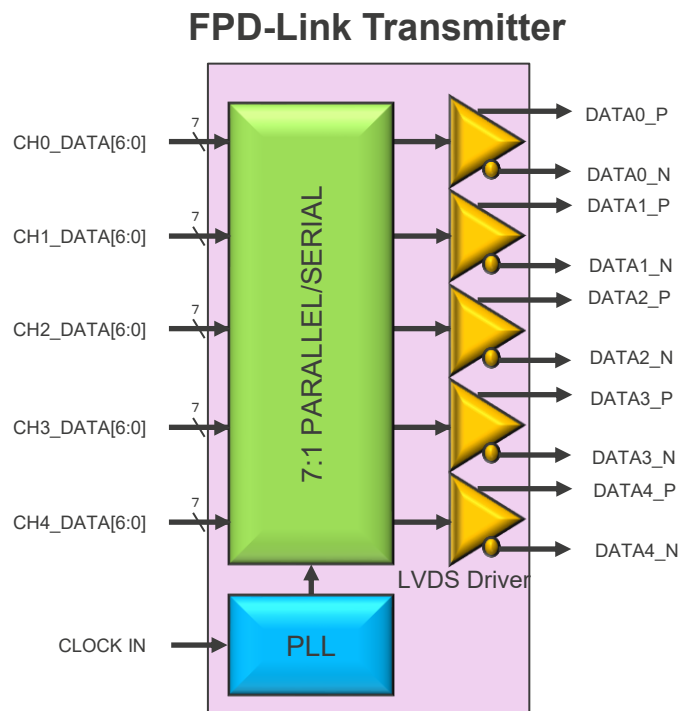 FPD-Link Transmitter
CH0_DATA[6:0]
7
DATA0_P
DATA0_N
CH1_DATA[6:0]
7
DATA1_P
DATA1_N
CH2_DATA[6:0]
7
DATA2_P
DATA2_N
CH3_DATA[6:0]
7
DATA3_P
DATA3_N
CH4_DATA[6:0]
7
DATA4_P
DATA4_N
7:1 PARALLEL/SERIAL
LVDS Driver
CLOCK IN
PLL